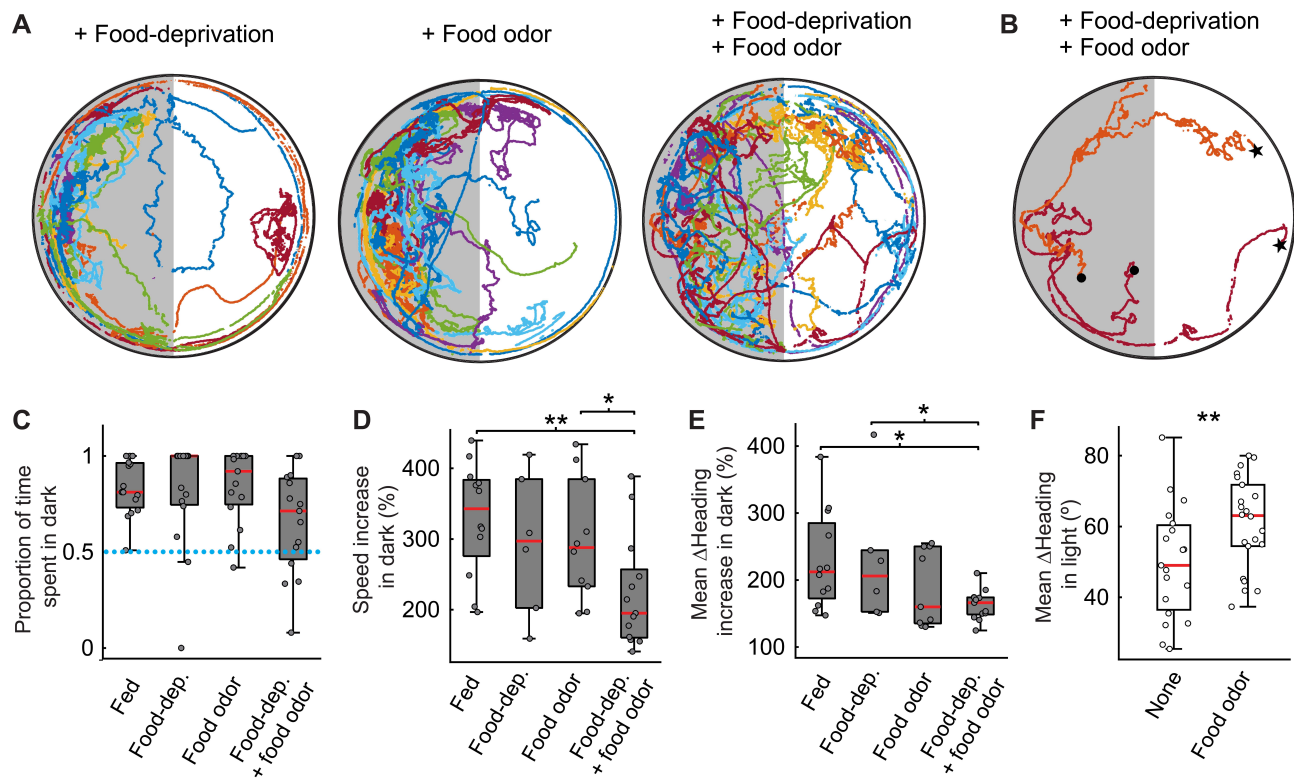 A
+ Food-deprivation
+ Food odor
+ Food-deprivation
+ Food odor
B
+ Food-deprivation
+ Food odor
C
Proportion of time
spent in dark
1
0.5
0
Fed
Food-dep.
Food odor
Food-dep.
+ food odor
D
Speed increase
in dark (%)
400
300
200
**
*
Fed
Food-dep.
Food odor
Food-dep.
+ food odor
E
Mean ΔHeading
increase in dark (%)
400
300
200
100
*
*
Fed
Food-dep.
Food odor
Food-dep.
+ food odor
F
Mean ΔHeading
in light (º)
80
60
40
**
None
Food odor